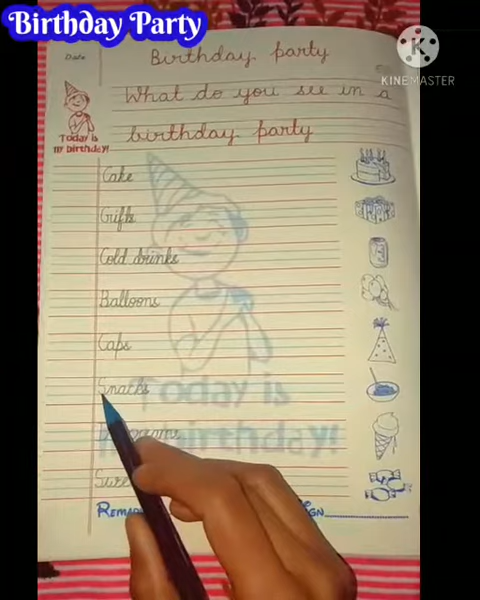 Birthday Party
KINEMASTER
Date
Birthday party
What do you see in a
birthday party
Today is
my birthday!
Cake
Gifts
Cold drinks
Balloons
Caps
Snacks
Today is
birthday!